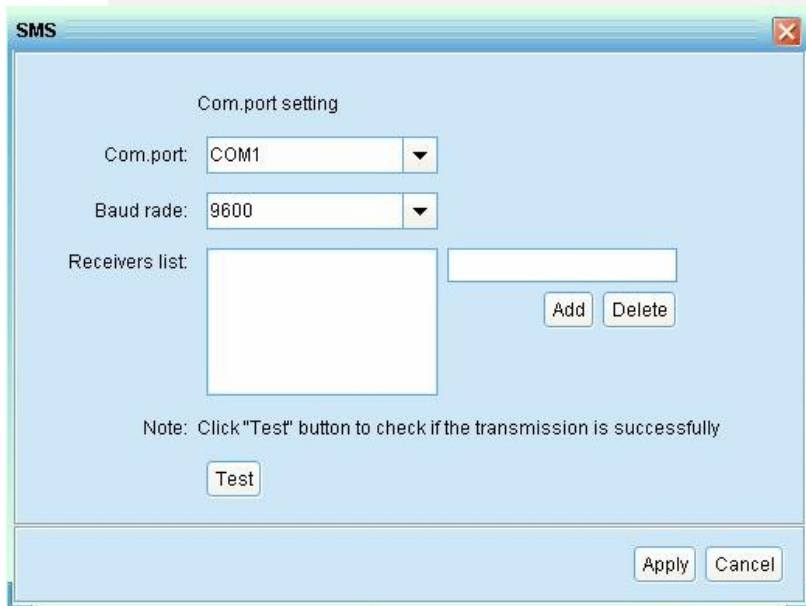 SMS
Com.port setting
Com.port: COM1
Baud rade: 9600
Receivers list:
Add Delete
Note: Click "Test" button to check if the transmission is successfully
Test
Apply Cancel